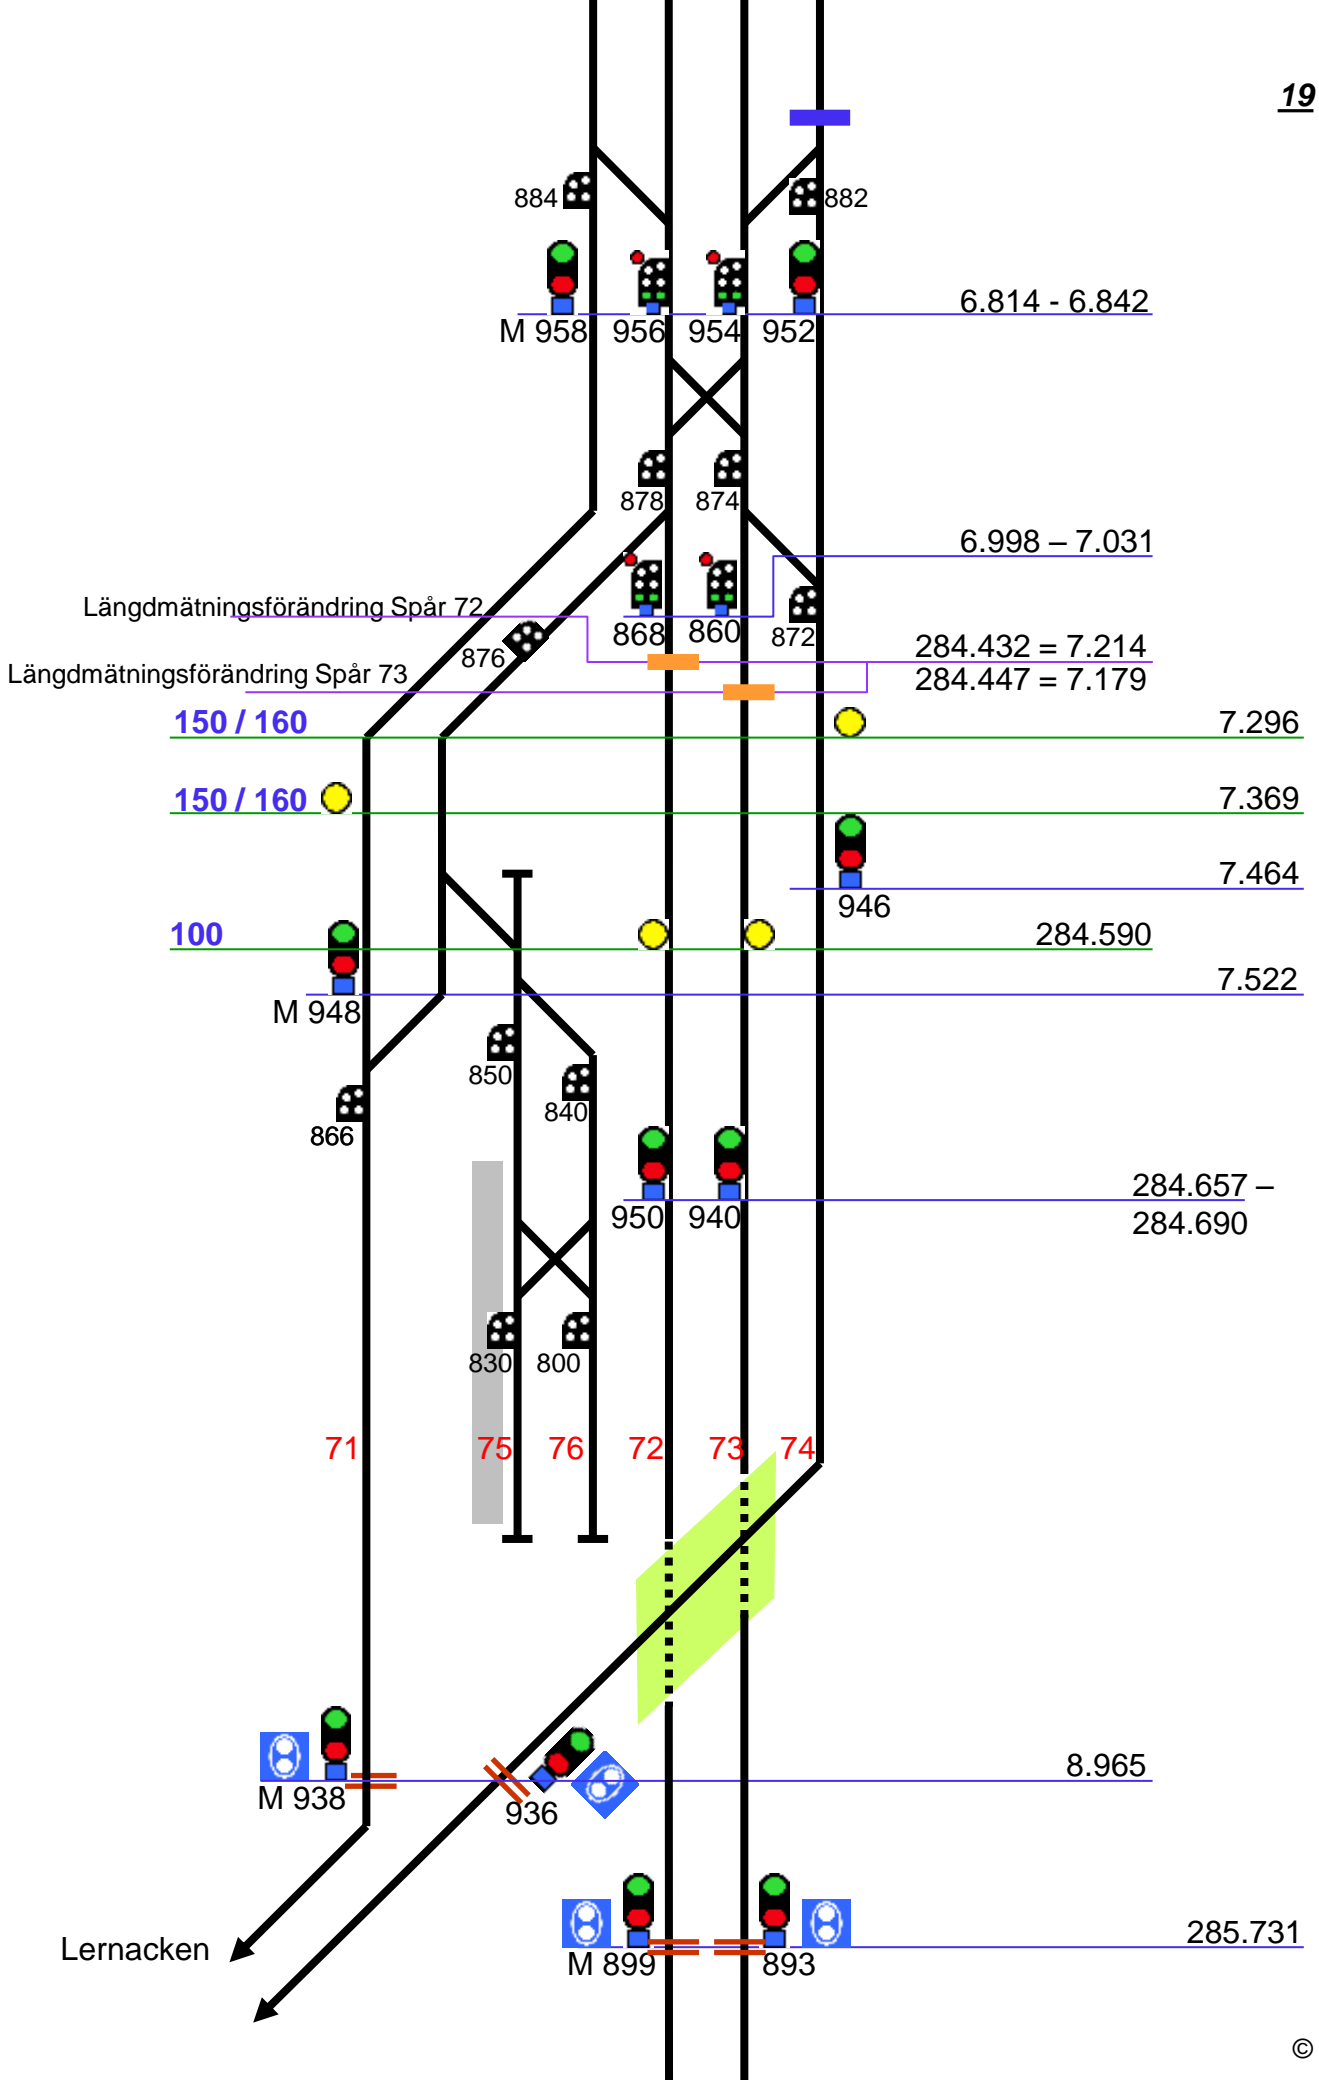 19
884
882
6.814 - 6.842
M 958 956 954 952
878 874
6.998 – 7.031
Längdmätningsförändring Spår 72
868 860 872
876
284.432 = 7.214
Längdmätningsförändring Spår 73
284.447 = 7.179
150 / 160 7.296
150 / 160 7.369
7.464
946
100 284.590
7.522
M 948
850
840
866
284.657 –
950 940
284.690
830 800
71 75 76 72 73 74
8.965
M 938
936
285.731
Lernacken
M 899 893
©